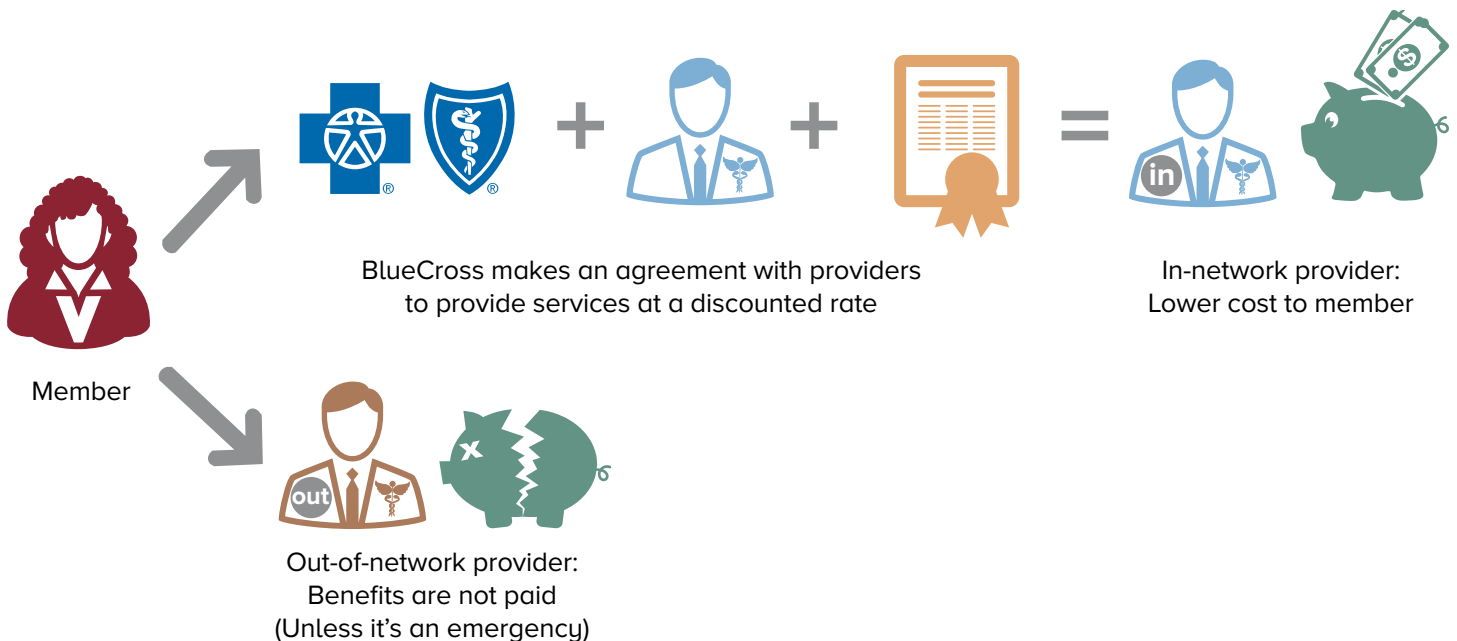 in
BlueCross makes an agreement with providers
to provide services at a discounted rate
In-network provider:
Lower cost to member
Member
out
x
Out-of-network provider:
Benefits are not paid
(Unless it's an emergency)